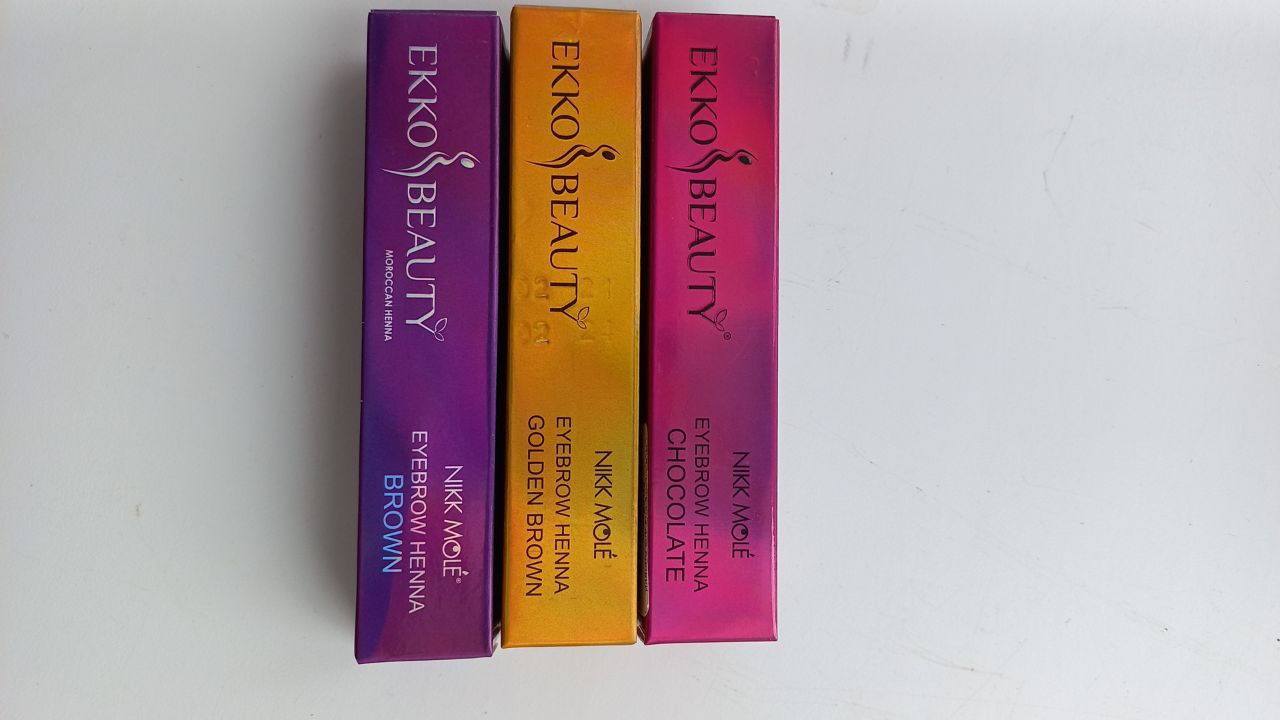 EKKO BEAUTY
MOROCCAN HENNA
NIKK MOLÉ®
EYEBROW HENNA
BROWN
EKKO BEAUTY
NIKK MOLÉ
EYEBROW HENNA
GOLDEN BROWN
EKKO BEAUTY®
NIKK MOLÉ
EYEBROW HENNA
CHOCOLATE